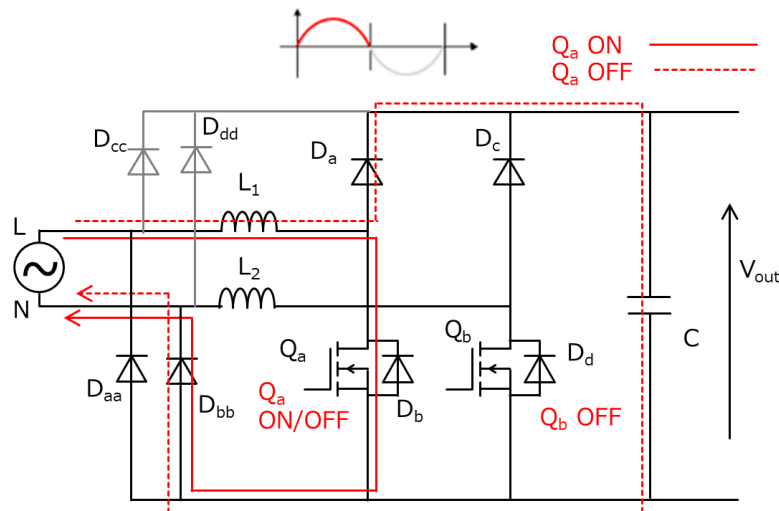 Qa ON
Qa OFF
Dcc
Ddd
Da
Dc
L1
L
L2
N
Vout
Qa
Qb
C
Daa
Dbb
Qa
ON/OFF
Db
Dd
Qb OFF